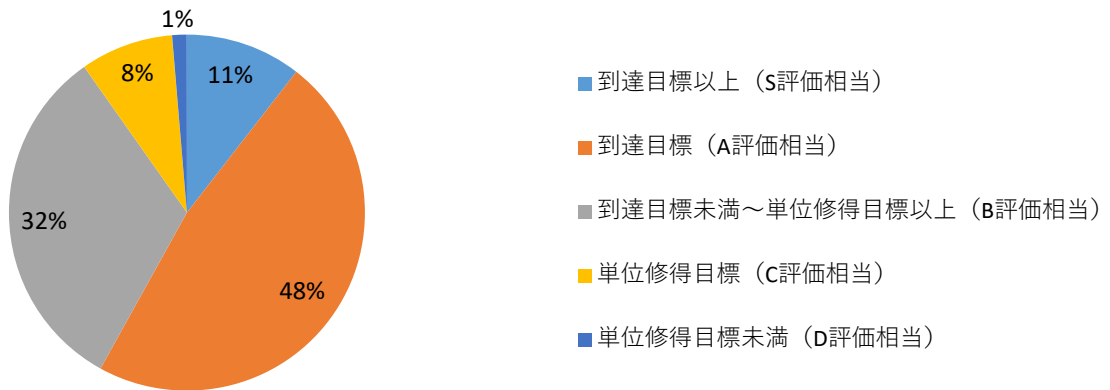 1%
8%
11%
32%
48%
到達目標以上（S評価相当）
到達目標（A評価相当）
到達目標未満～単位修得目標以上（B評価相当）
単位修得目標（C評価相当）
単位修得目標未満（D評価相当）